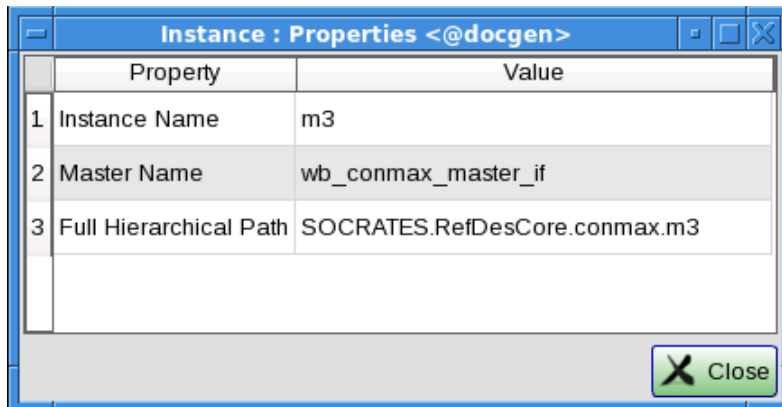 Instance : Properties <@docgen>
Property Value
1 Instance Name m3
2 Master Name wb_conmax_master_if
3 Full Hierarchical Path SOCRATES.RefDesCore.conmax.m3
Close